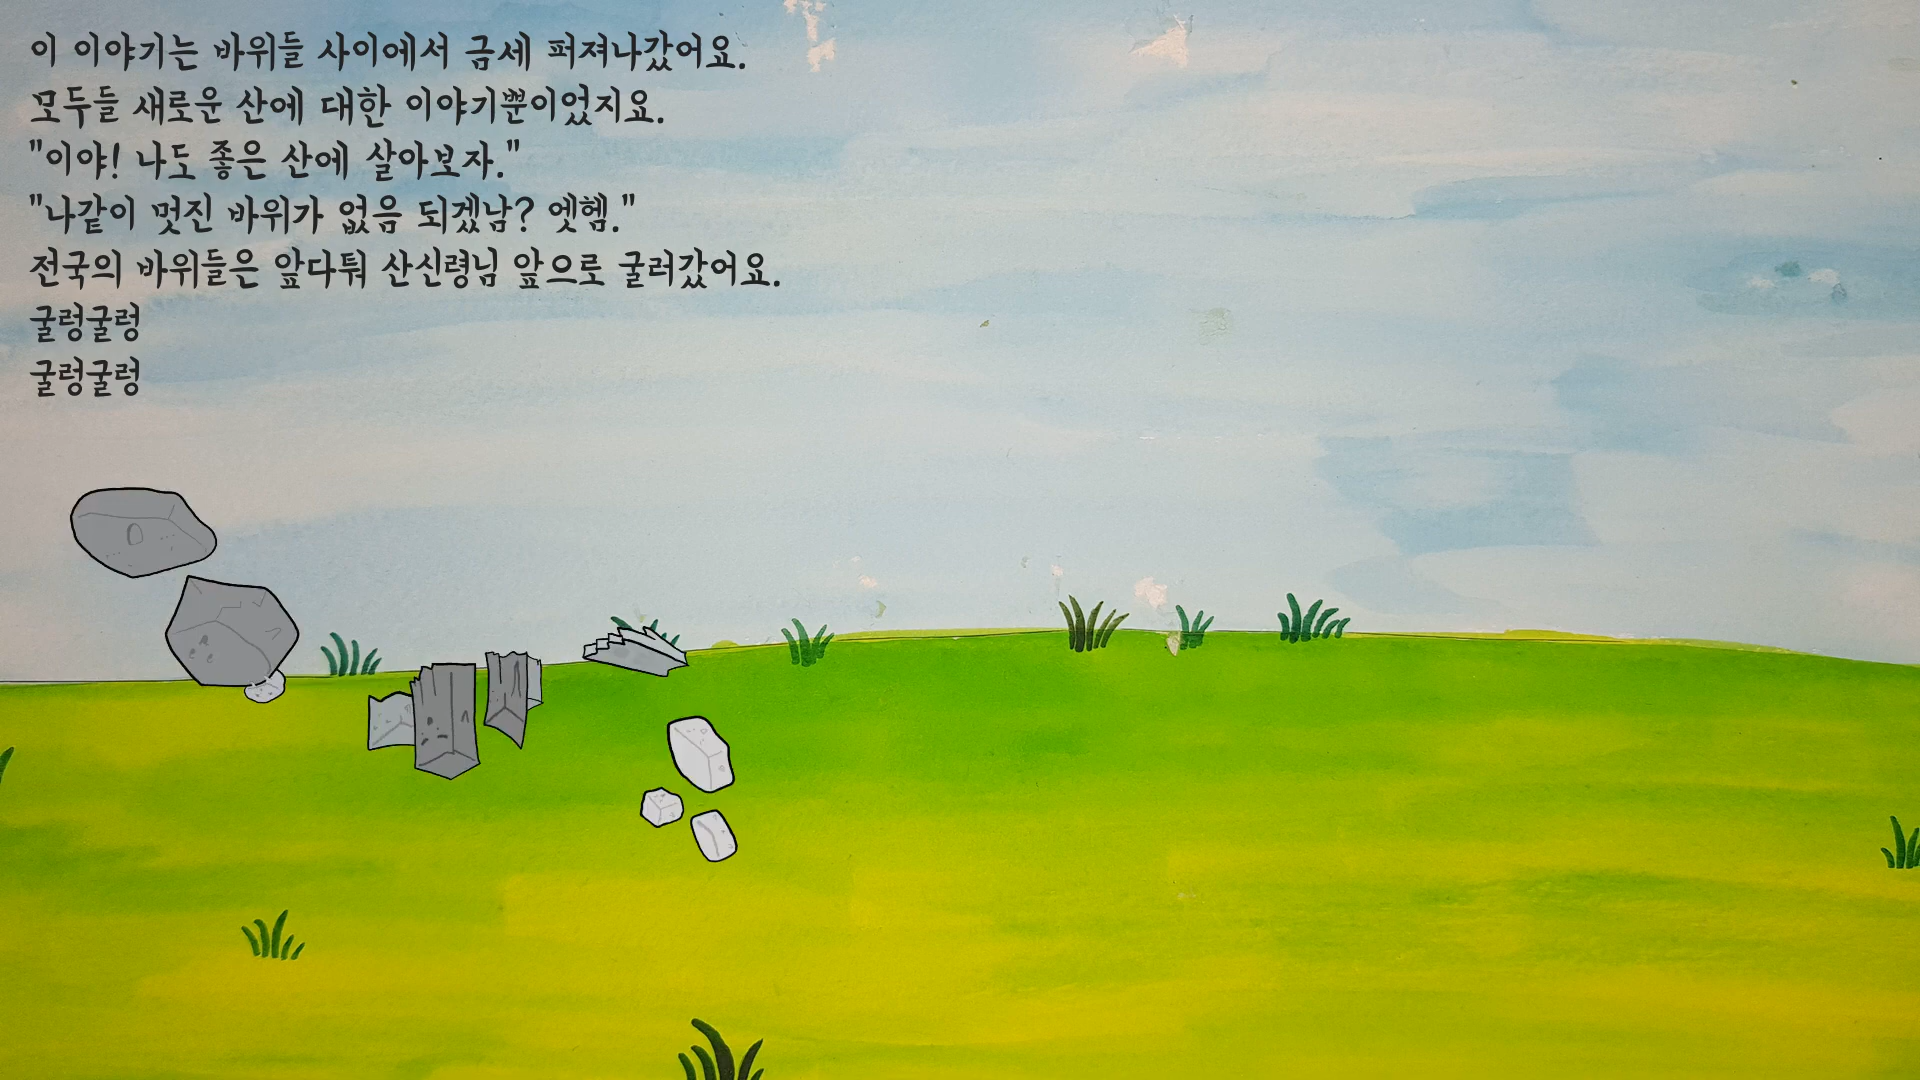 이 이야기는 바위들 사이에서 금세 퍼져나갔어요.
모두들 새로운 산에 대한 이야기뿐이었지요.
"이야! 나도 좋은 산에 살아보자."
"나같이 멋진 바위가 없음 되겠남? 엣헴."
전국의 바위들은 앞다퉈 산신령님 앞으로 굴러갔어요.
굴렁굴렁
굴렁굴렁